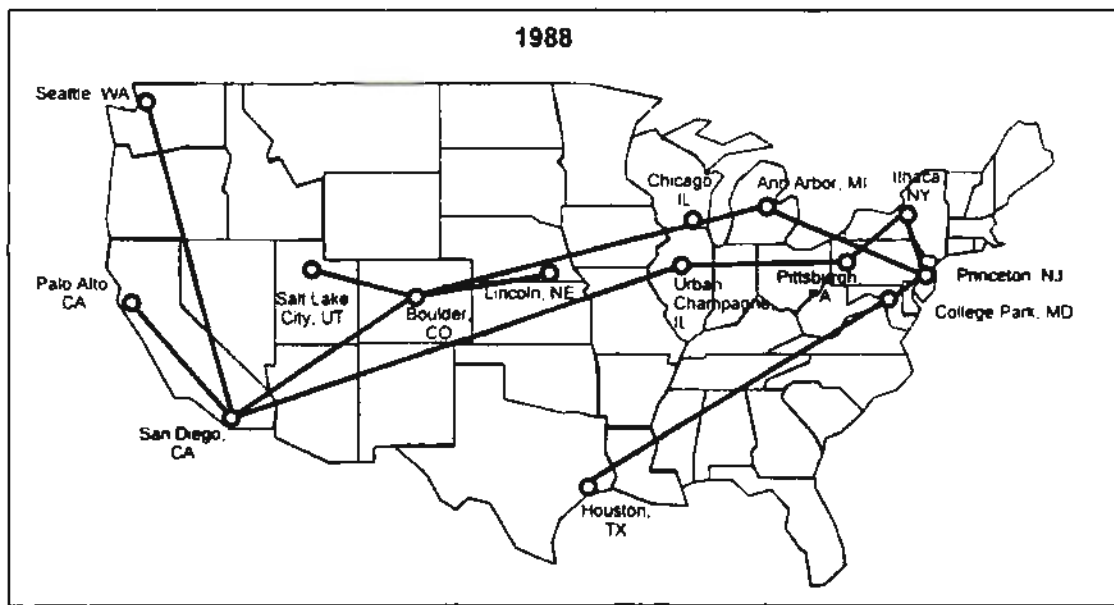 1988
Seattle WA
Chicago
IL
Ann Arbor, MI
Ithaca
NY
Palo Alto
CA
Salt Lake
City, UT
Boulder,
CO
Lincoln, NE
Urban
Champagne,
IL
Pittsburgh,
PA
Princeton NJ
College Park, MD
San Diego,
CA
Houston,
TX